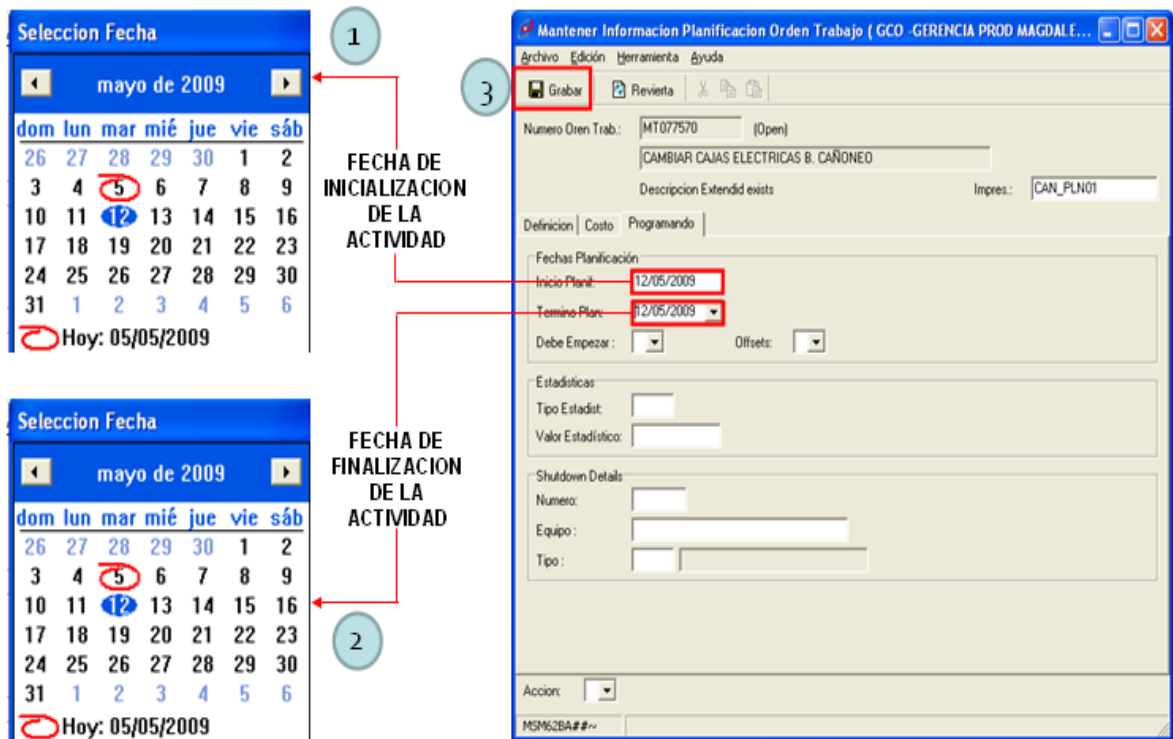 Seleccion Fecha
mayo de 2009
dom lun mar mié jue vie sáb
26 27 28 29 30 1 2
3 4 5 6 7 8 9
10 11 12 13 14 15 16
17 18 19 20 21 22 23
24 25 26 27 28 29 30
31 1 2 3 4 5 6
Hoy: 05/05/2009
1
FECHA DE
INICIALIZACION
DE LA
ACTIVIDAD
Seleccion Fecha
mayo de 2009
dom lun mar mié jue vie sáb
26 27 28 29 30 1 2
3 4 5 6 7 8 9
10 11 12 13 14 15 16
17 18 19 20 21 22 23
24 25 26 27 28 29 30
31 1 2 3 4 5 6
Hoy: 05/05/2009
FECHA DE
FINALIZACION
DE LA
ACTIVIDAD
2
Mantener Informacion Planificacion Orden Trabajo ( GCO -GERENCIA PROD MAGDALE...
Archivo Edición Herramienta Ayuda
3
Grabar Revierta
Numero Oren Trab.: MT077570 (Open)
CAMBIAR CAJAS ELECTRICAS B. CAÑONEO
Descripcion Extendid exists Impres.: CAN_PLN01
Definicion Costo Programando
Fechas Planificación
Inicio Planif: 12/05/2009
Termino Plan: 12/05/2009
Debe Empezar : Offsets:
Estadisticas
Tipo Estadist:
Valor Estadístico:
Shutdown Details
Numero:
Equipo :
Tipo :
Accion:
MSM62BA##~